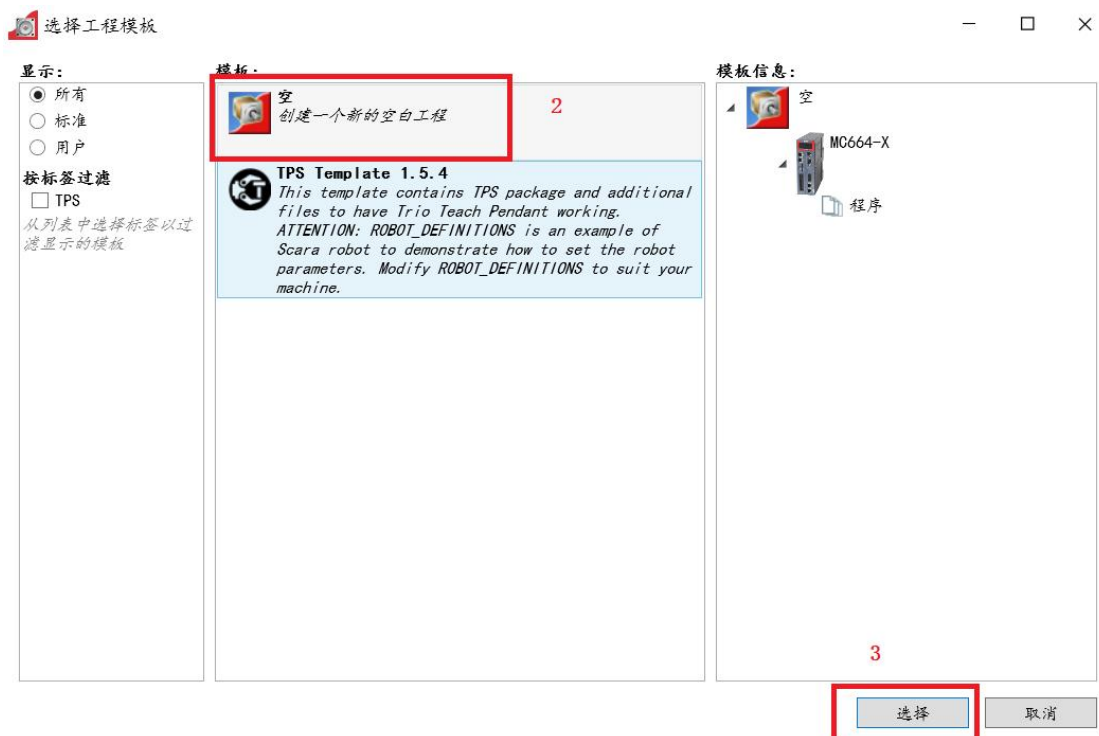 选择工程模板
显示:
所有
标准
用户
按标签过滤
TPS
从列表中选择标签以过
滤显示的模板
模板:
空
创建一个新的空白工程
2
TPS Template 1.5.4
This template contains TPS package and additional
files to have Trio Teach Pendant working.
ATTENTION: ROBOT_DEFINITIONS is an example of
Scara robot to demonstrate how to set the robot
parameters. Modify ROBOT_DEFINITIONS to suit your
machine.
模板信息:
空
MC664-X
程序
3
选择
取消